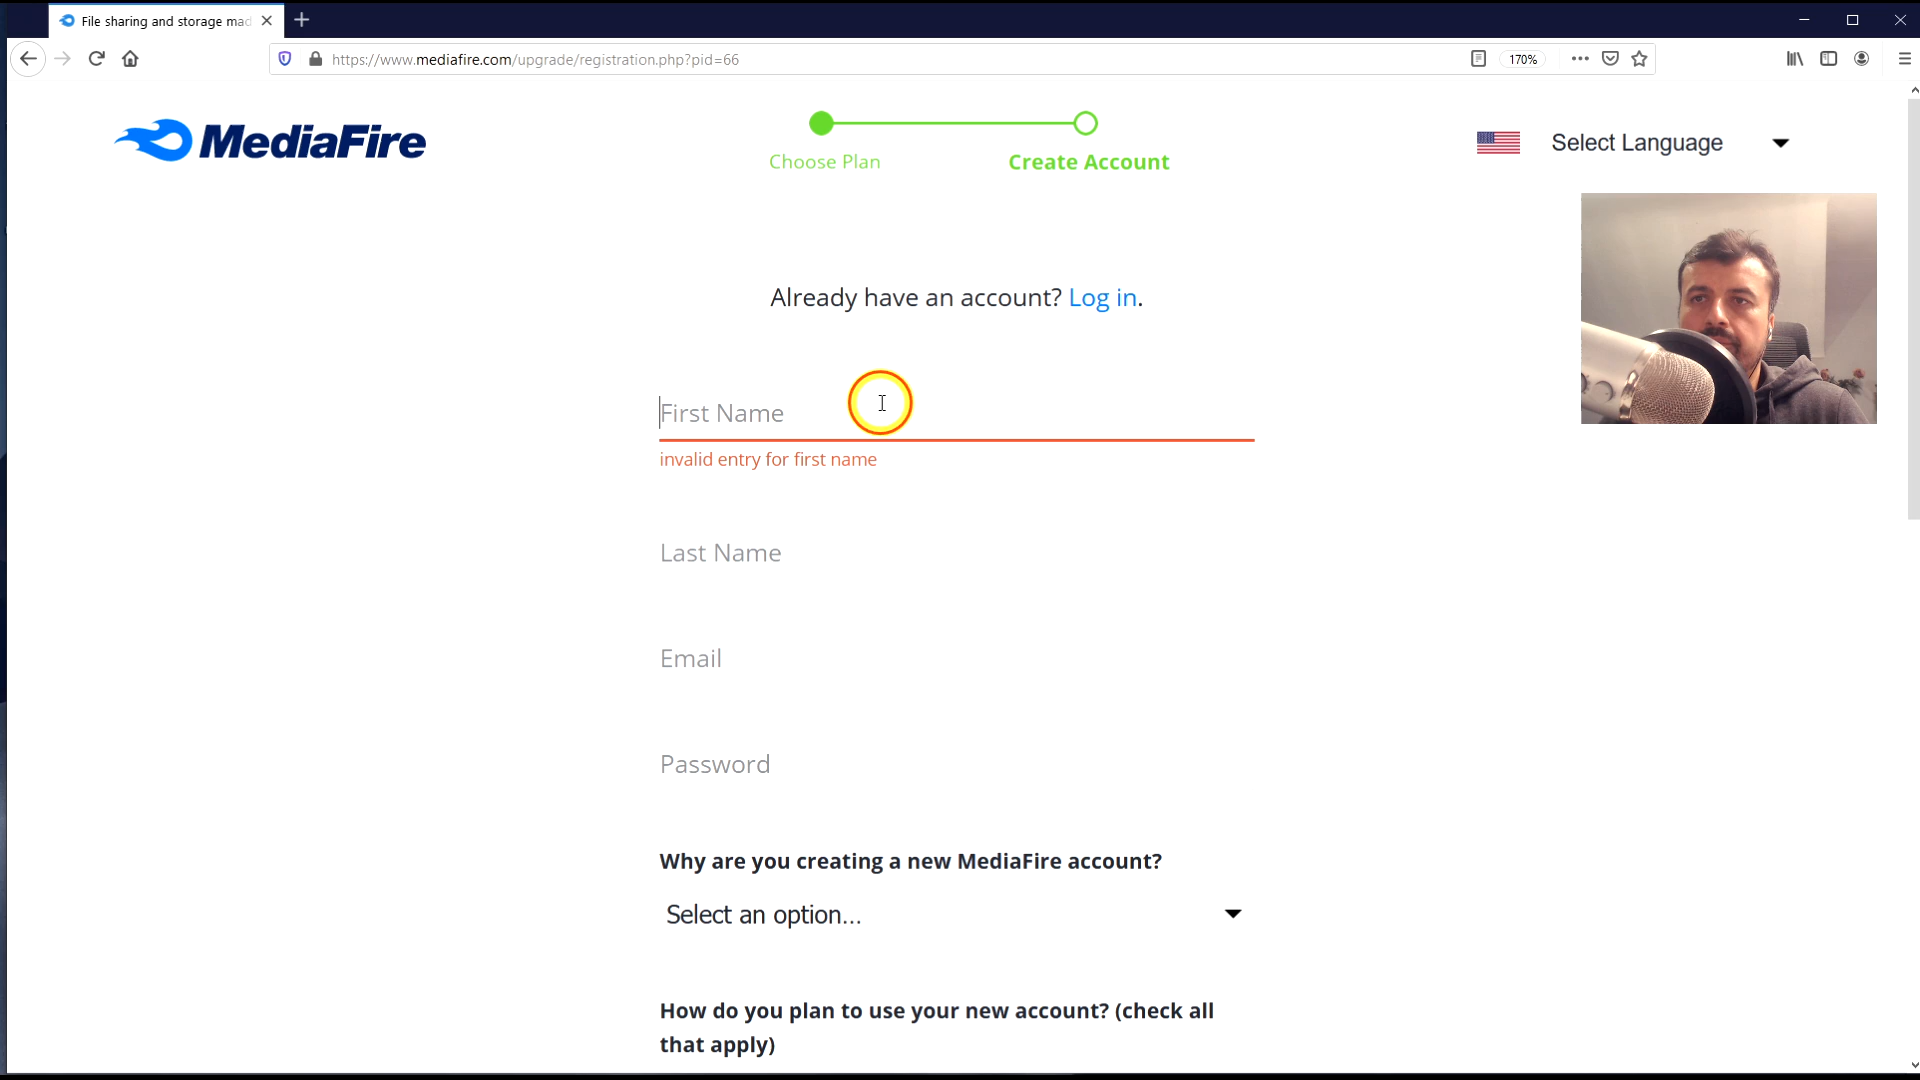 File sharing and storage mad
https://www.mediafire.com/upgrade/registration.php?pid=66
170%
MediaFire
Choose Plan
Create Account
Select Language
Already have an account? Log in.
First Name
invalid entry for first name
Last Name
Email
Password
Why are you creating a new MediaFire account?
Select an option...
How do you plan to use your new account? (check all
that apply)